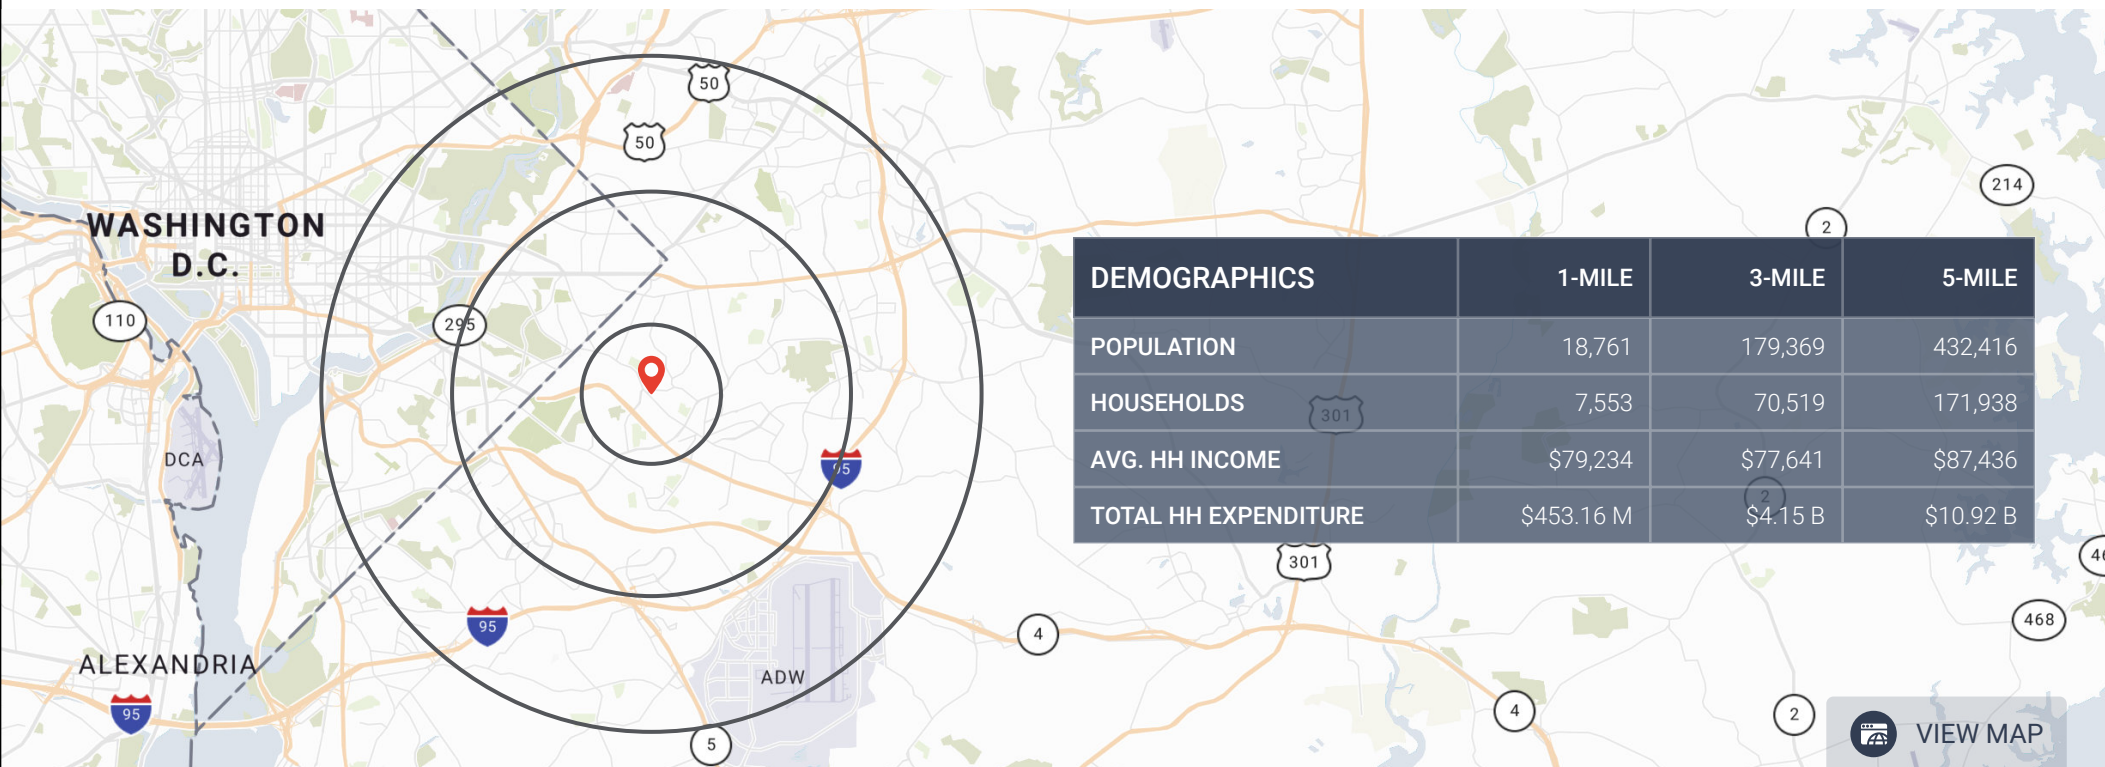 50
50
214
WASHINGTON
D.C.
2
110
295
DEMOGRAPHICS 1-MILE 3-MILE 5-MILE
POPULATION 18,761 179,369 432,416
HOUSEHOLDS 7,553 70,519 171,938
301
AVG. HH INCOME $79,234 $77,641 $87,436
DCA
95
2
TOTAL HH EXPENDITURE $453.16 M $4.15 B $10.92 B
301
95
4
468
ALEXANDRIA
ADW
95
4
2
5
VIEW MAP